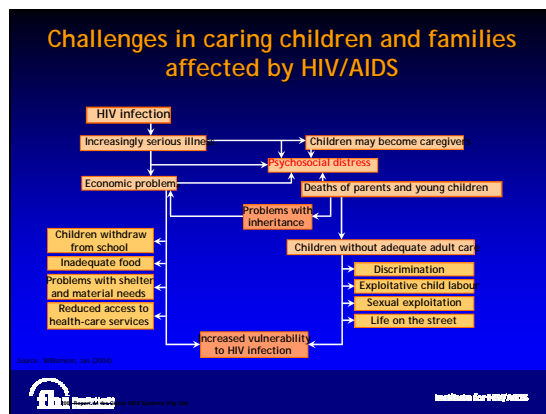 Challenges in caring children and families
affected by HIV/AIDS
HIV infection
Increasingly serious illness
Children may become caregiver
Psychosocial distress
Economic problem
Deaths of parents and young children
Problems with
inheritance
Children withdraw
from school
Children without adequate adult care
Inadequate food
Discrimination
Problems with shelter
and material needs
Exploitative child labour
Sexual exploitation
Reduced access to
health-care services
Life on the street
Increased vulnerability
to HIV infection
Institute for HIV/AIDS